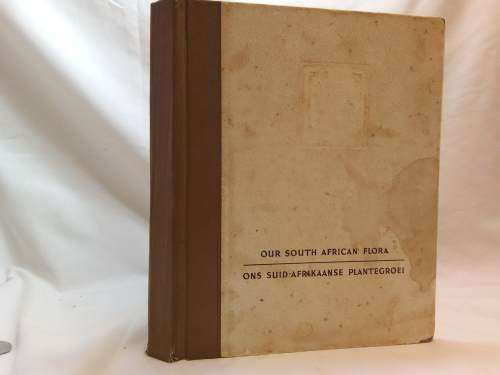 OUR SOUTH AFRICAN FLORA
ONS SUID-AFRIKAANSE PLANTEGROEI